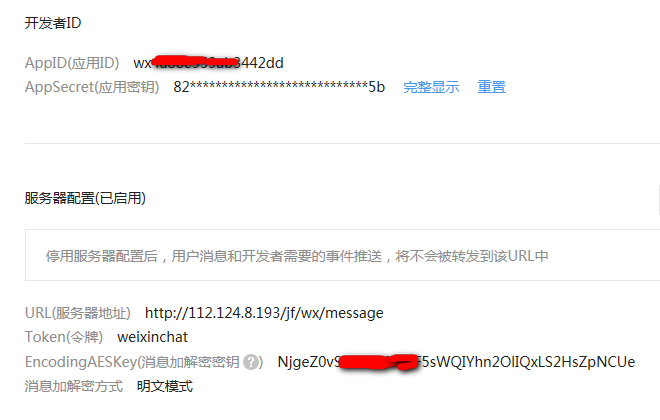 开发者ID
AppID(应用ID) wx 3442dd
AppSecret(应用密钥) 82****************************5b 完整显示 重置
服务器配置(已启用)
停用服务器配置后，用户消息和开发者需要的事件推送，将不会被转发到该URL中
URL(服务器地址) http://112.124.8.193/jf/wx/message
Token(令牌) weixinchat
EncodingAESKey(消息加解密密钥 ?) NjgeZ0v 5sWQIYhn2OlIQxLS2HsZpNCUe
消息加解密方式 明文模式